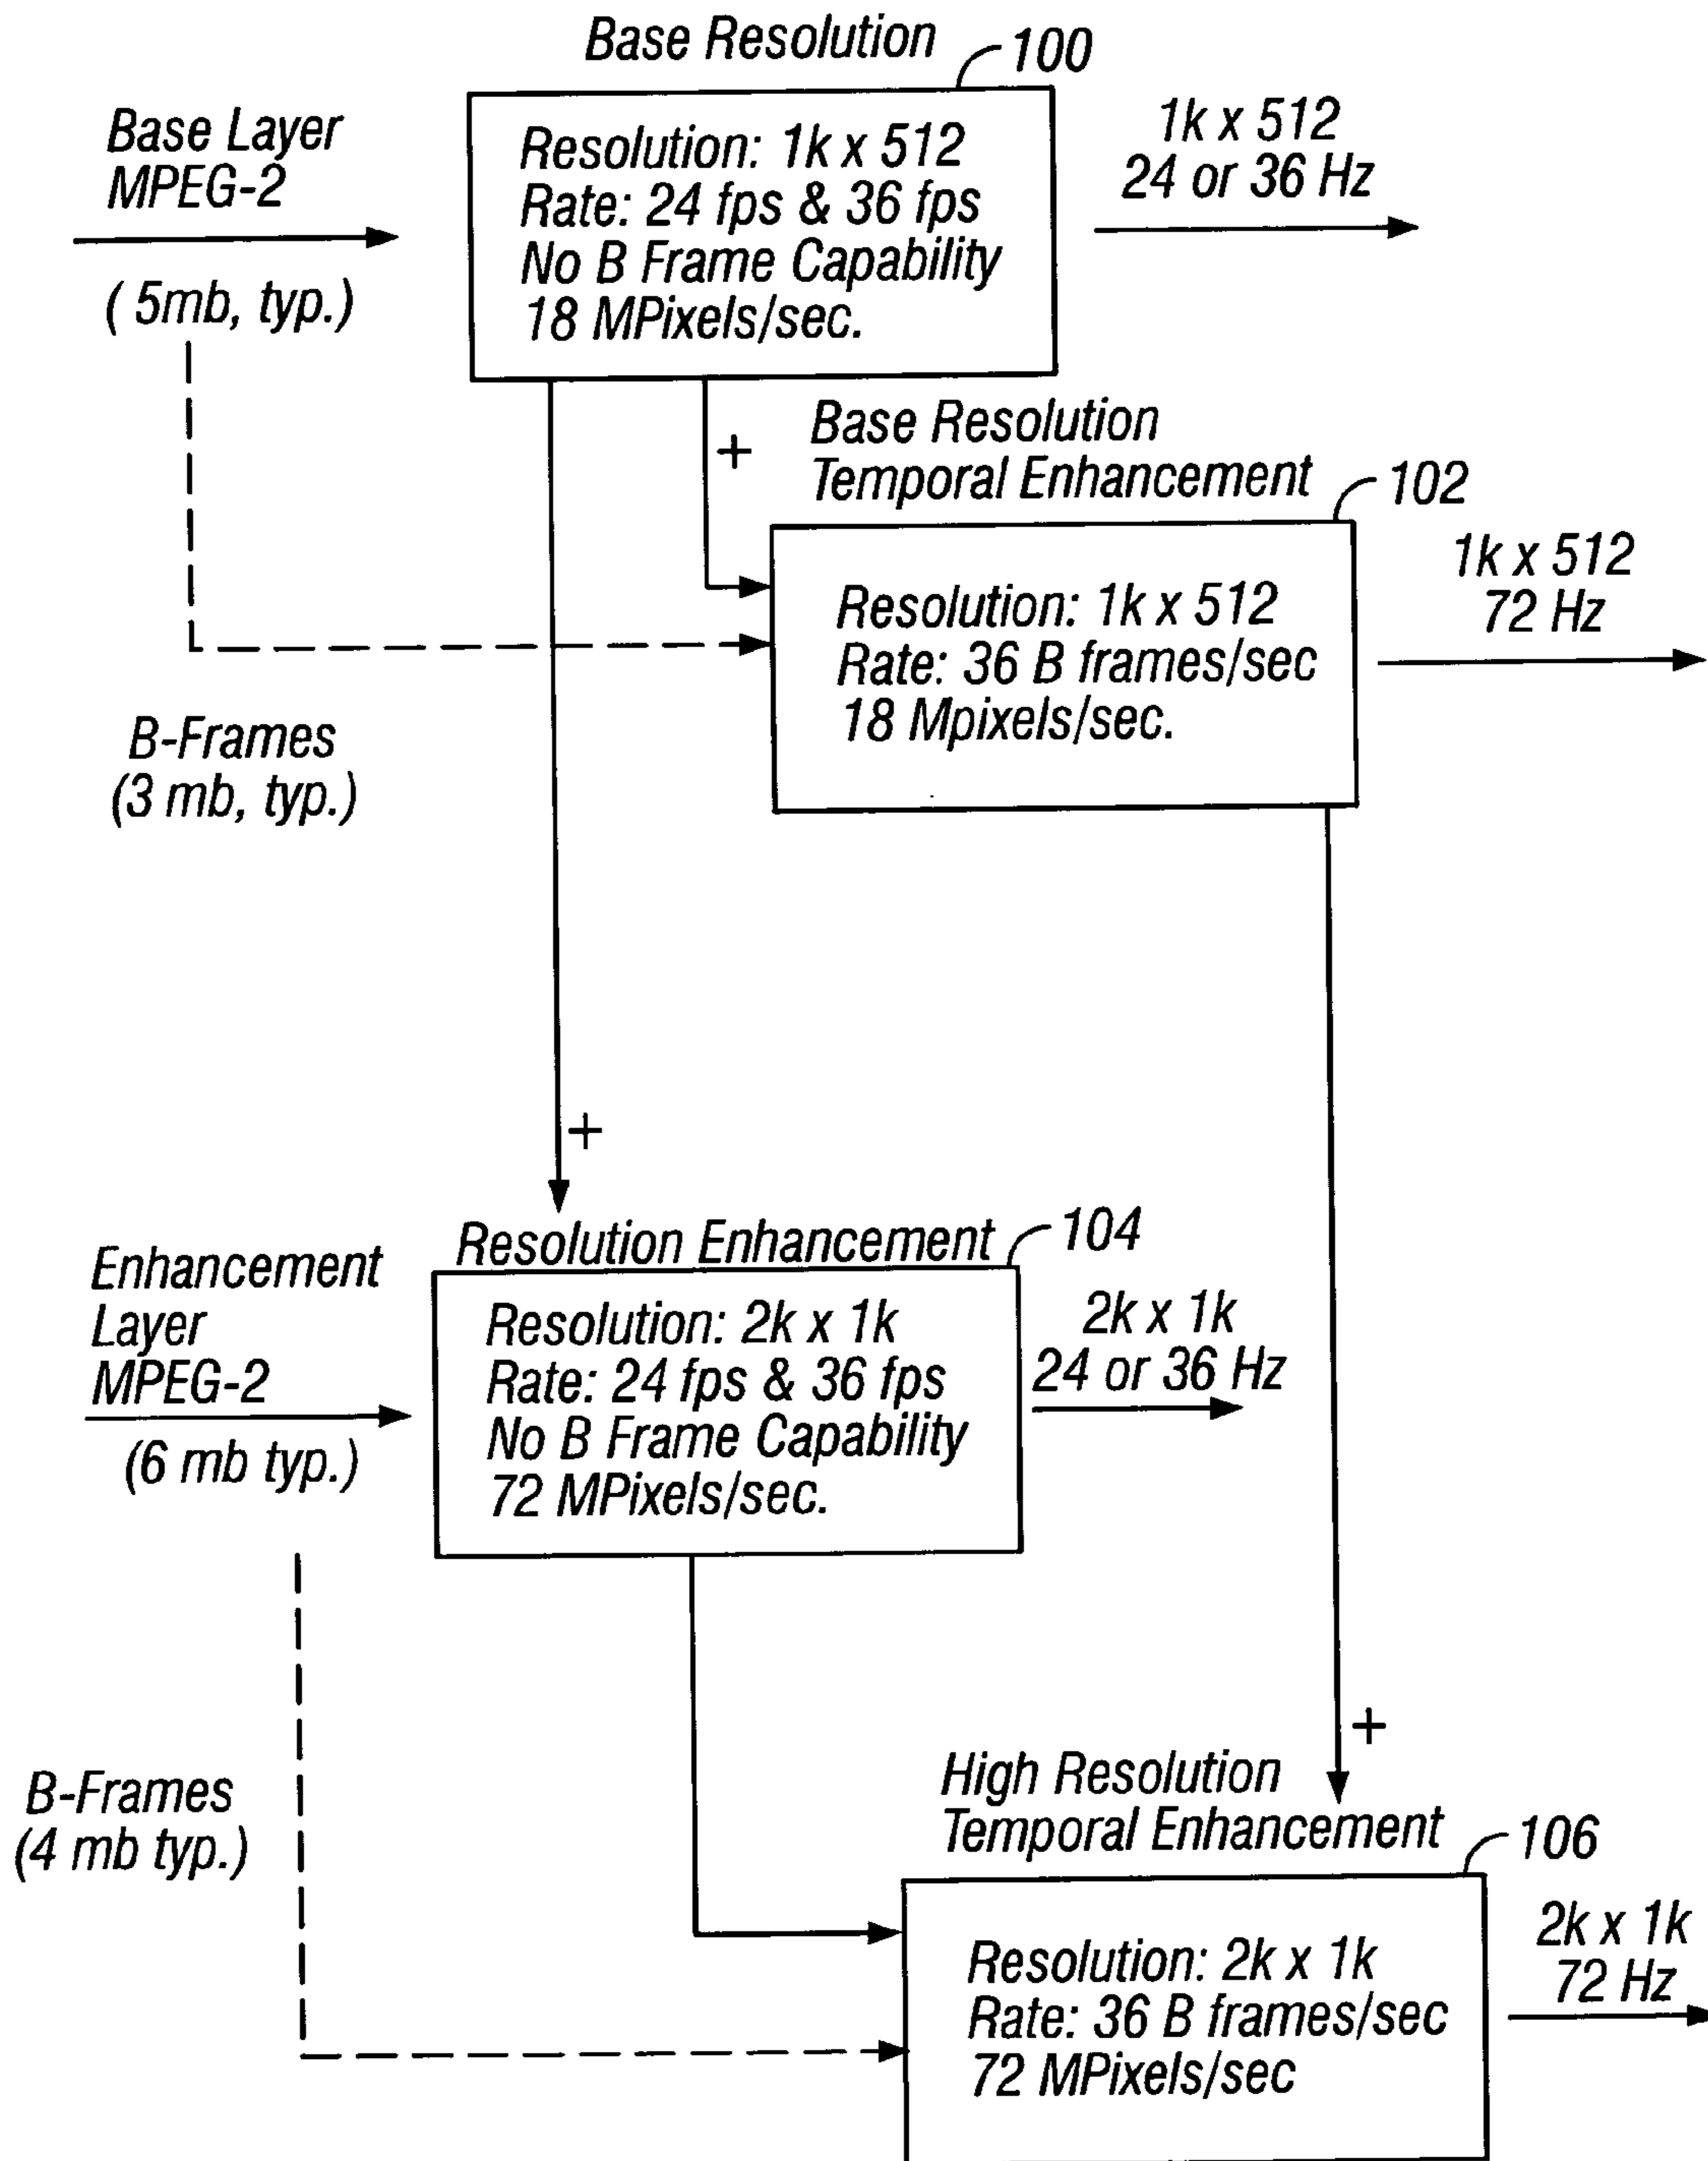 Base Resolution
100
Base Layer
MPEG-2
( 5mb, typ.)
Resolution: 1k x 512
Rate: 24 fps & 36 fps
No B Frame Capability
18 MPixels/sec.
1k x 512
24 or 36 Hz
+
Base Resolution
Temporal Enhancement
102
Resolution: 1k x 512
Rate: 36 B frames/sec
18 Mpixels/sec.
1k x 512
72 Hz
B-Frames
(3 mb, typ.)
+
Resolution Enhancement
104
Enhancement
Layer
MPEG-2
(6 mb typ.)
Resolution: 2k x 1k
Rate: 24 fps & 36 fps
No B Frame Capability
72 MPixels/sec.
2k x 1k
24 or 36 Hz
+
High Resolution
Temporal Enhancement
106
B-Frames
(4 mb typ.)
Resolution: 2k x 1k
Rate: 36 B frames/sec
72 MPixels/sec
2k x 1k
72 Hz